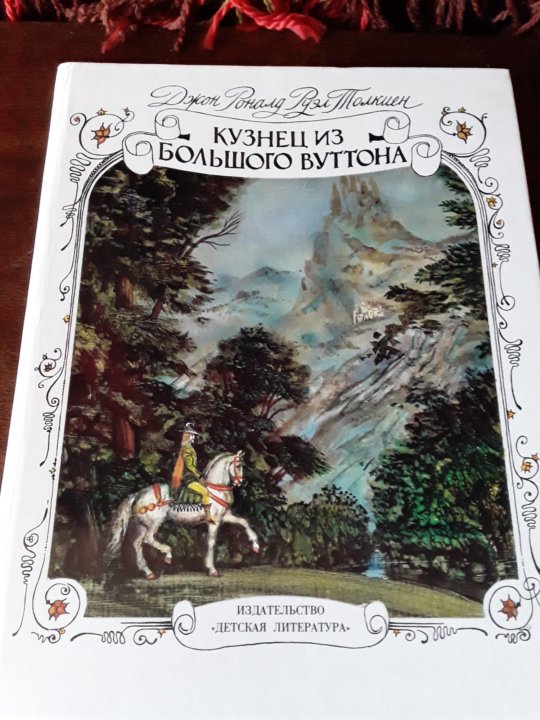 Джон Роналд Руэл Толкиен
КУЗНЕЦ ИЗ
БОЛЬШОГО ВУТТОНА
ИЗДАТЕЛЬСТВО
«ДЕТСКАЯ ЛИТЕРАТУРА»